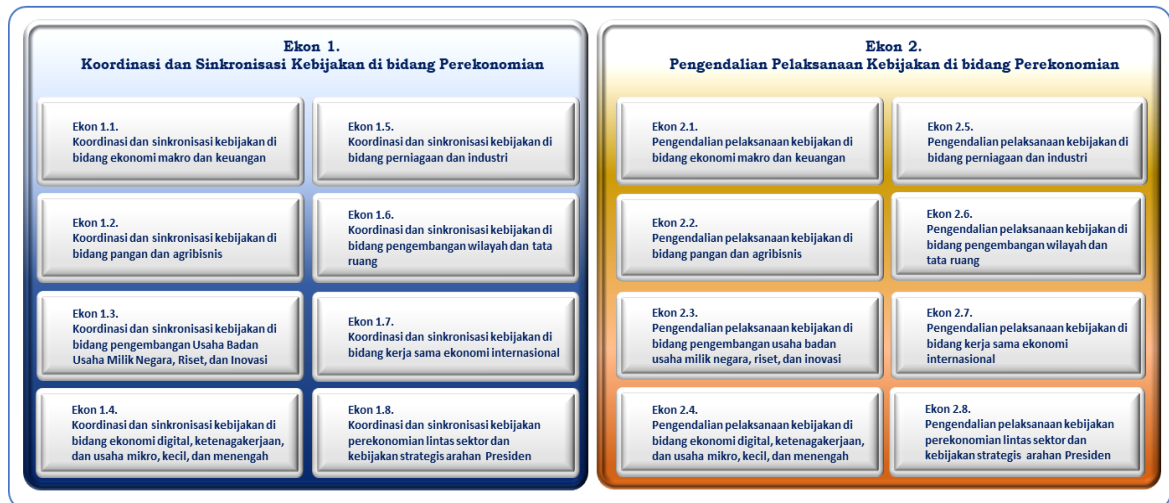 Ekon 1.
Koordinasi dan Sinkronisasi Kebijakan di bidang Perekonomian
Ekon 1.1.
Koordinasi dan sinkronisasi kebijakan di
bidang ekonomi makro dan keuangan
Ekon 1.2.
Koordinasi dan sinkronisasi kebijakan di
bidang pangan dan agribisnis
Ekon 1.3.
Koordinasi dan sinkronisasi kebijakan di
bidang pengembangan Usaha Badan
Usaha Milik Negara, Riset, dan Inovasi
Ekon 1.4.
Koordinasi dan sinkronisasi kebijakan di
bidang ekonomi digital, ketenagakerjaan,
dan usaha mikro, kecil, dan menengah
Ekon 1.5.
Koordinasi dan sinkronisasi kebijakan di
bidang perniagaan dan industri
Ekon 1.6.
Koordinasi dan sinkronisasi kebijakan di
bidang pengembangan wilayah dan tata
ruang
Ekon 1.7.
Koordinasi dan sinkronisasi kebijakan di
bidang kerja sama ekonomi internasional
Ekon 1.8.
Koordinasi dan sinkronisasi kebijakan
perekonomian lintas sektor dan
kebijakan strategis arahan Presiden
Ekon 2.
Pengendalian Pelaksanaan Kebijakan di bidang Perekonomian
Ekon 2.1.
Pengendalian pelaksanaan kebijakan di
bidang ekonomi makro dan keuangan
Ekon 2.2.
Pengendalian pelaksanaan kebijakan di
bidang pangan dan agribisnis
Ekon 2.3.
Pengendalian pelaksanaan kebijakan di
bidang pengembangan usaha badan
usaha milik negara, riset, dan inovasi
Ekon 2.4.
Pengendalian pelaksanaan kebijakan di
bidang ekonomi digital, ketenagakerjaan,
dan usaha mikro, kecil, dan menengah
Ekon 2.5.
Pengendalian pelaksanaan kebijakan di
bidang perniagaan dan industri
Ekon 2.6.
Pengendalian pelaksanaan kebijakan di
bidang pengembangan wilayah dan
tata ruang
Ekon 2.7.
Pengendalian pelaksanaan kebijakan di
bidang kerja sama ekonomi
internasional
Ekon 2.8.
Pengendalian pelaksanaan kebijakan
perekonomian lintas sektor dan
kebijakan strategis arahan Presiden